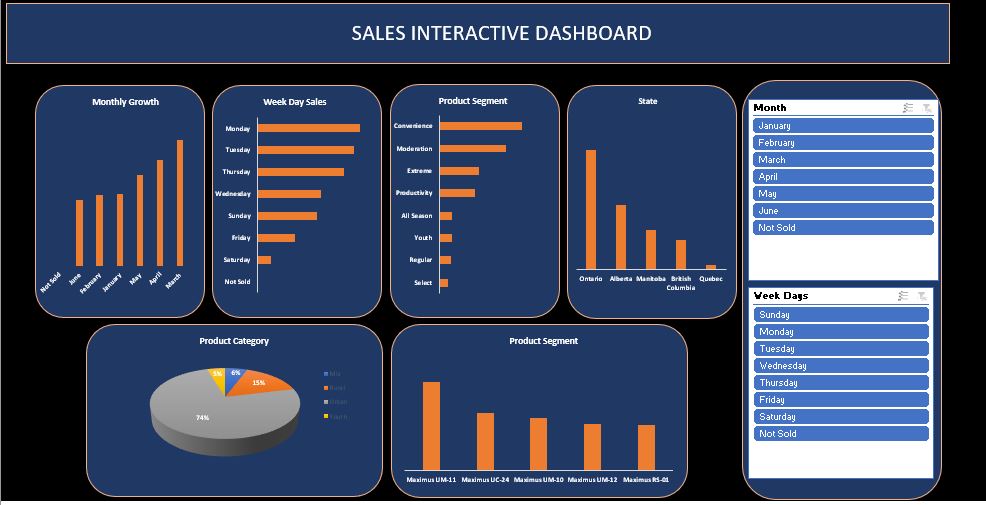 SALES INTERACTIVE DASHBOARD
Monthly Growth
Not Sold
June
February
January
May
April
March
Week Day Sales
Monday
Tuesday
Thursday
Wednesday
Sunday
Friday
Saturday
Not Sold
Product Segment
Convenience
Moderation
Extreme
Productivity
All Season
Youth
Regular
Select
State
Ontario
Alberta
Manitoba
British
Columbia
Quebec
Month
January
February
March
April
May
June
Not Sold
Week Days
Sunday
Monday
Tuesday
Wednesday
Thursday
Friday
Saturday
Not Sold
Product Category
5%
6%
15%
74%
Mix
Rural
Urban
Youth
Product Segment
Maximus UM-11
Maximus UC-24
Maximus UM-10
Maximus UM-12
Maximus RS-01